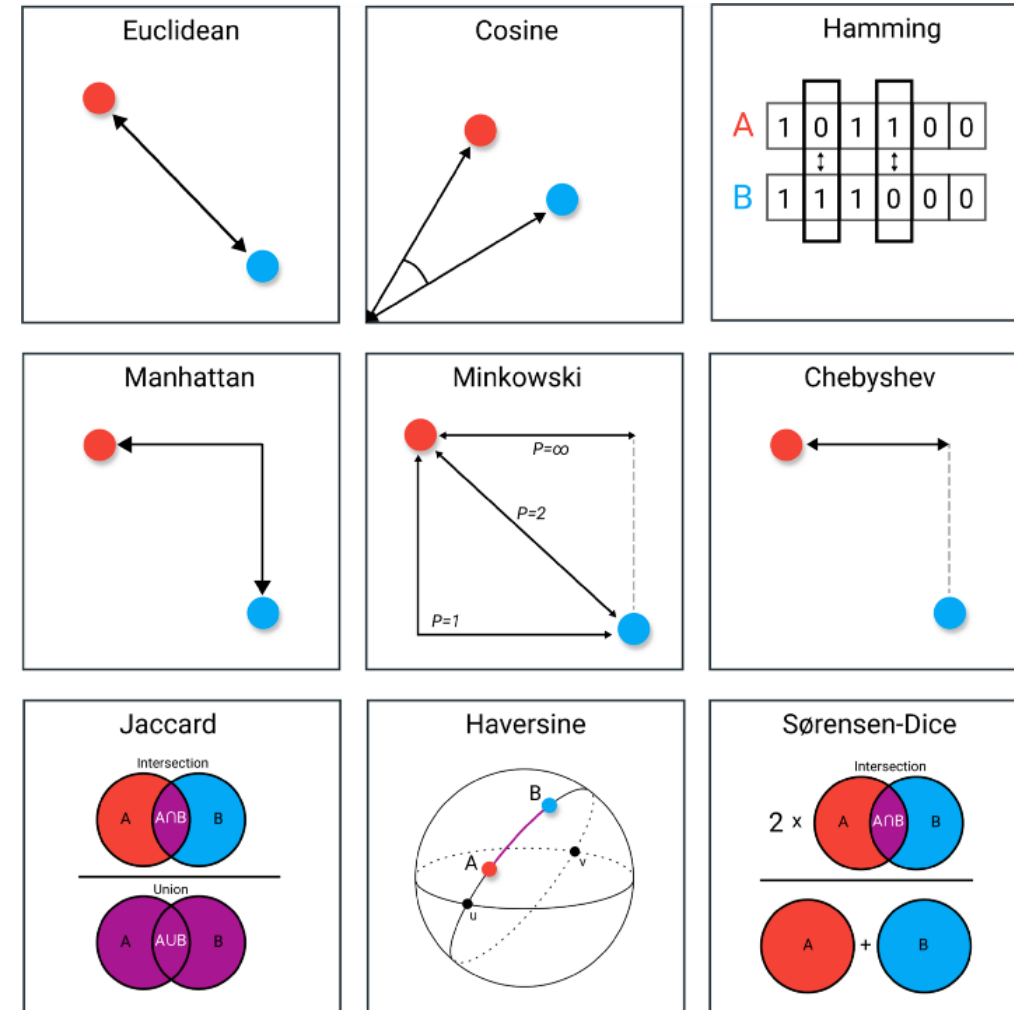 Euclidean
Cosine
Hamming
A 1 0 1 1 0 0
B 1 1 1 0 0 0
Manhattan
Minkowski
P=∞
P=2
P=1
Chebyshev
Jaccard
Intersection
A A∩B B
Union
A A∪B B
Haversine
B
A
v
u
Sørensen-Dice
Intersection
2 x A A∩B B
A + B